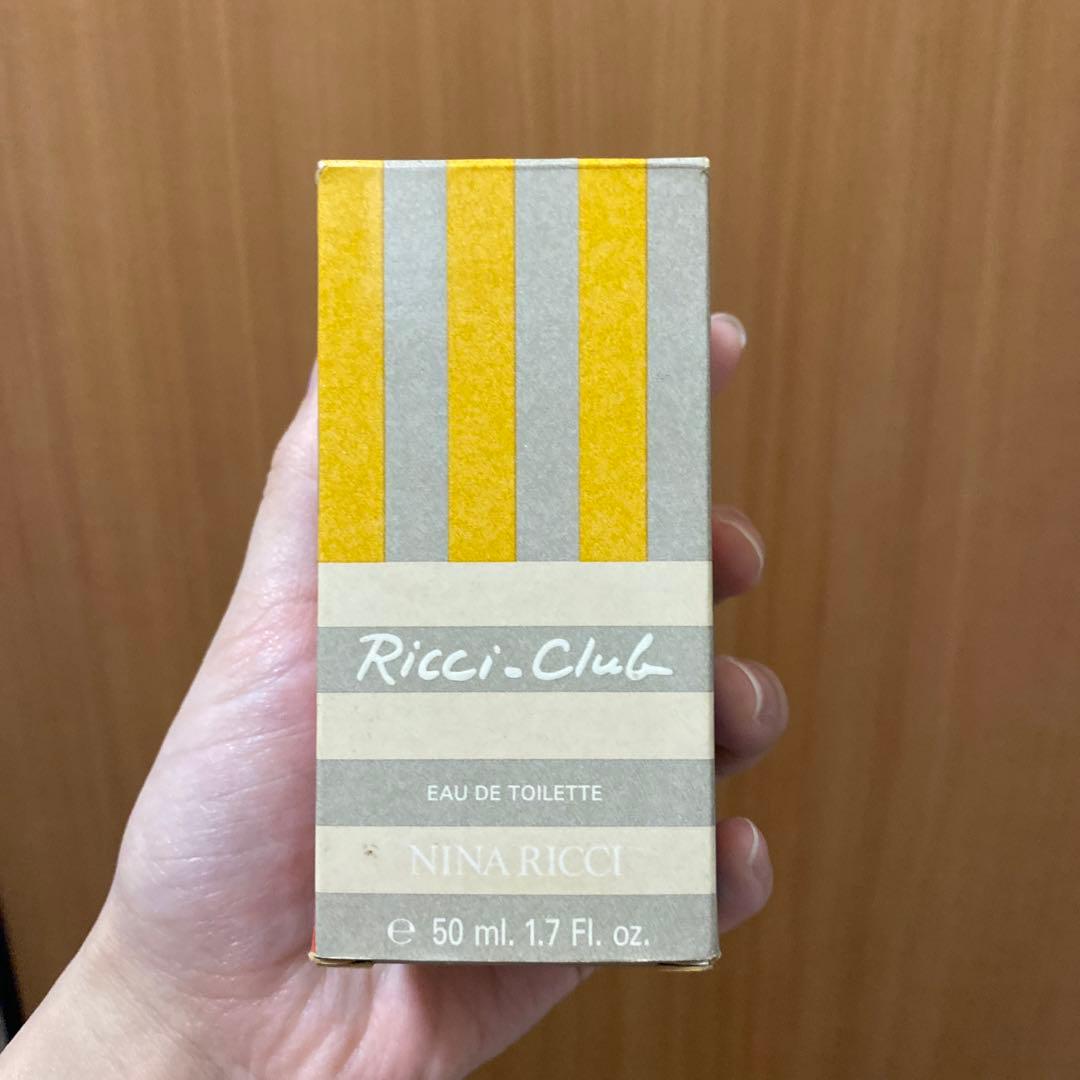 Ricci-Club
EAU DE TOILETTE
NINA RICCI
℮ 50 ml. 1.7 Fl. oz.